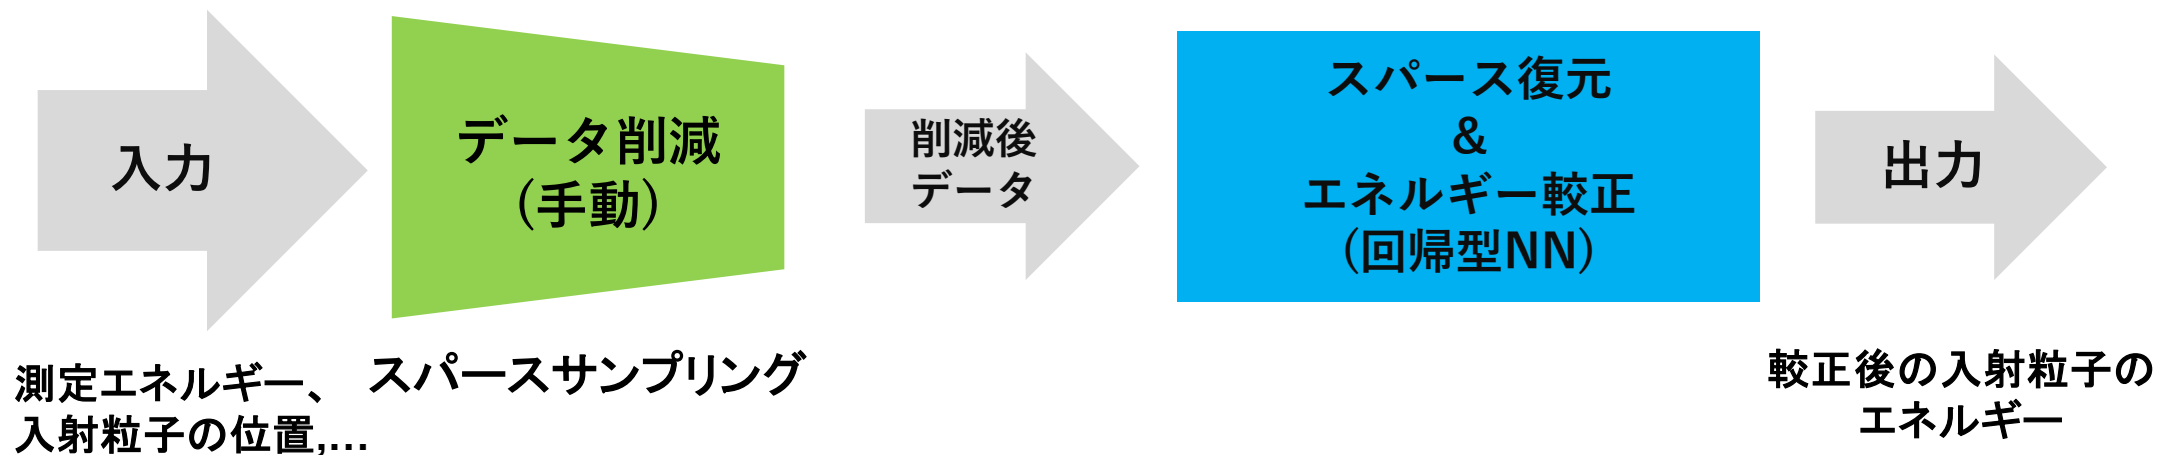 入力
測定エネルギー、
入射粒子の位置,…
データ削減
(手動)
スパースサンプリング
削減後
データ
スパース復元
&
エネルギー較正
(回帰型NN)
出力
較正後の入射粒子の
エネルギー